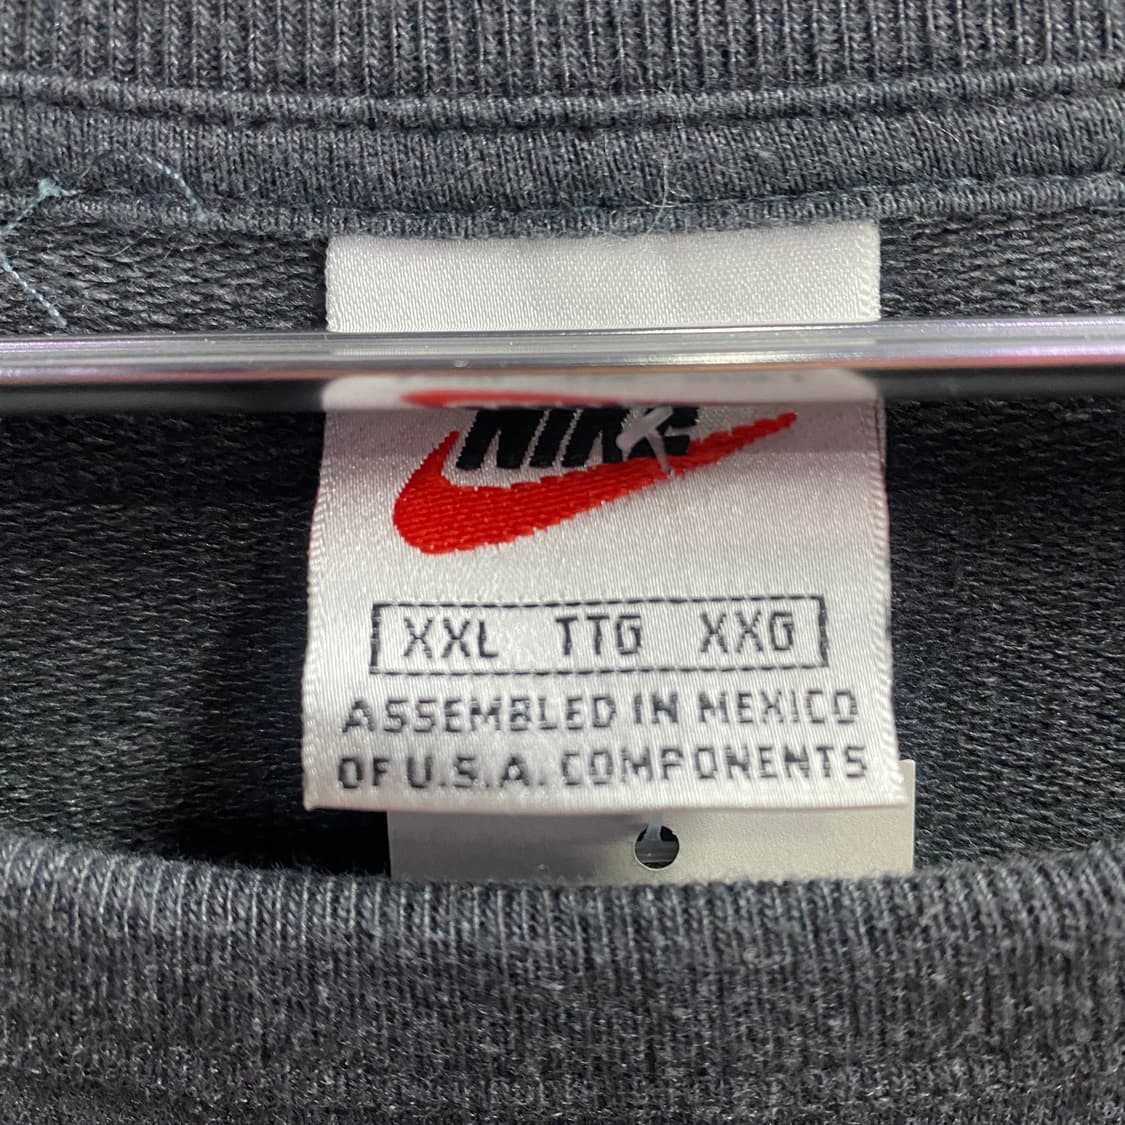 NIKE
XXL TTG XXG
ASSEMBLED IN MEXICO
OF U.S.A. COMPONENTS